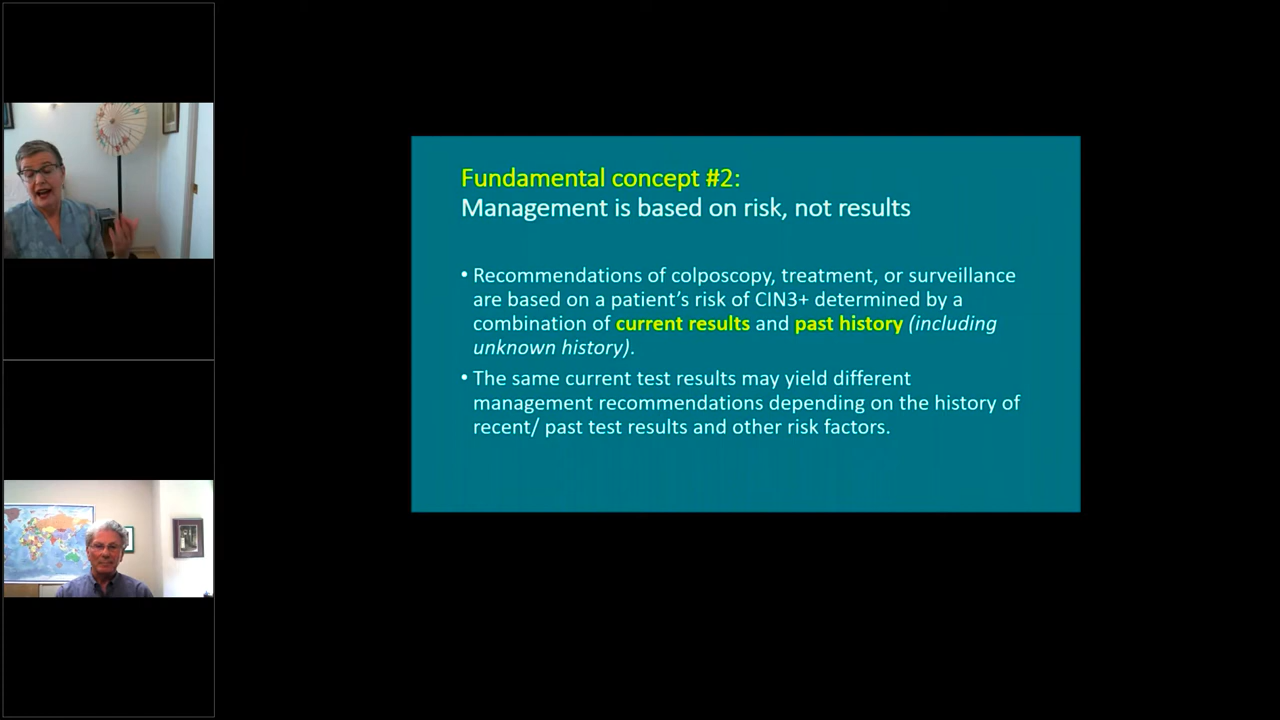 Fundamental concept #2:
Management is based on risk, not results
• Recommendations of colposcopy, treatment, or surveillance
are based on a patient's risk of CIN3+ determined by a
combination of current results and past history (including
unknown history).
• The same current test results may yield different
management recommendations depending on the history of
recent/ past test results and other risk factors.